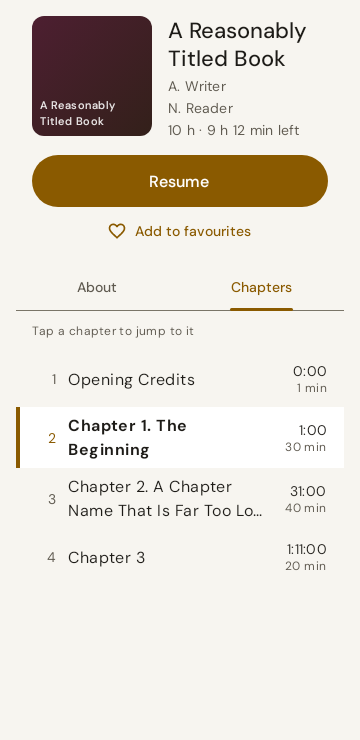 A Reasonably
Titled Book
A Reasonably
Titled Book
A. Writer
N. Reader
10 h · 9 h 12 min left
Resume
Add to favourites
About
Chapters
Tap a chapter to jump to it
1 Opening Credits 0:00
1 min
2 Chapter 1. The
Beginning 1:00
30 min
3 Chapter 2. A Chapter
Name That Is Far Too Lo… 31:00
40 min
4 Chapter 3 1:11:00
20 min